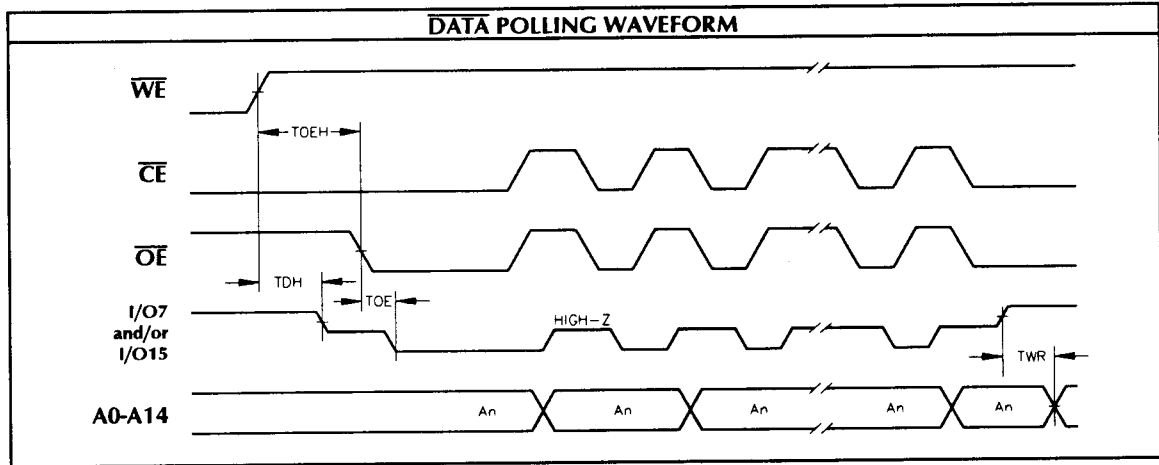 DATA POLLING WAVEFORM
WE
TOEH
CE
OE
TDH
TOE
I/O7
and/or
I/O15
HIGH-Z
TWR
A0-A14
An An An An An